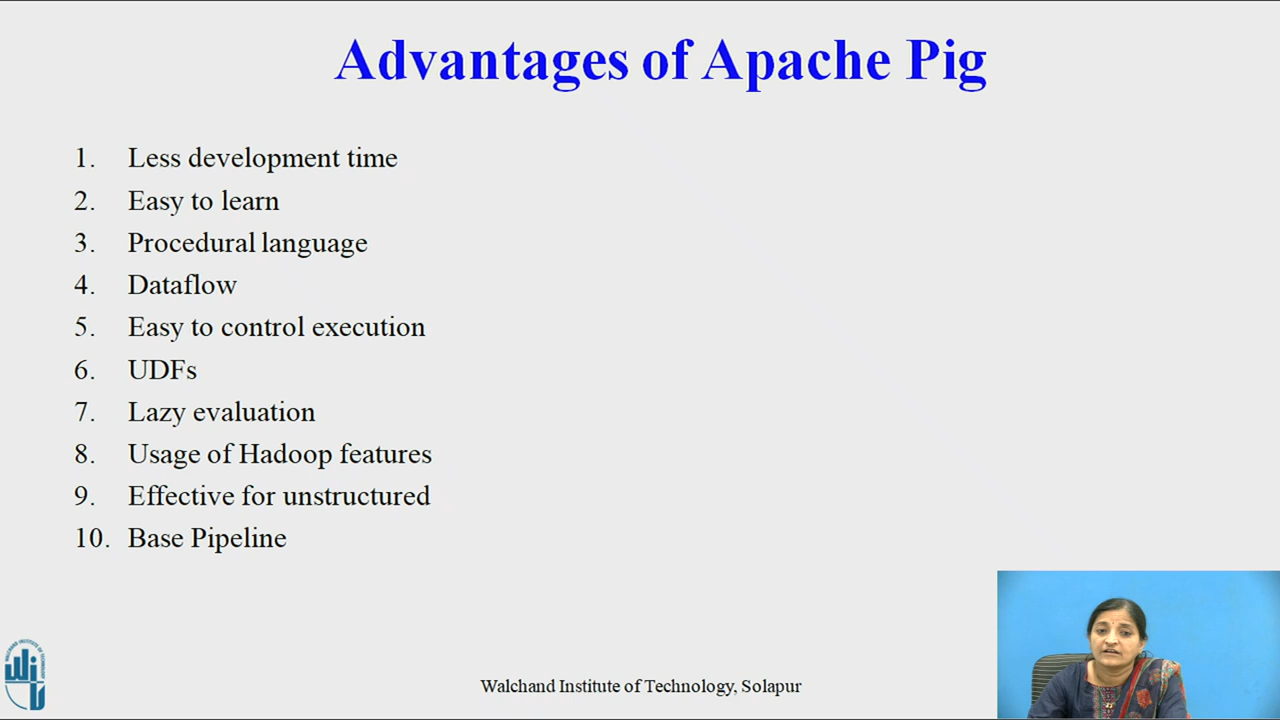 Advantages of Apache Pig
1. Less development time
2. Easy to learn
3. Procedural language
4. Dataflow
5. Easy to control execution
6. UDFs
7. Lazy evaluation
8. Usage of Hadoop features
9. Effective for unstructured
10. Base Pipeline
Walchand Institute of Technology, Solapur